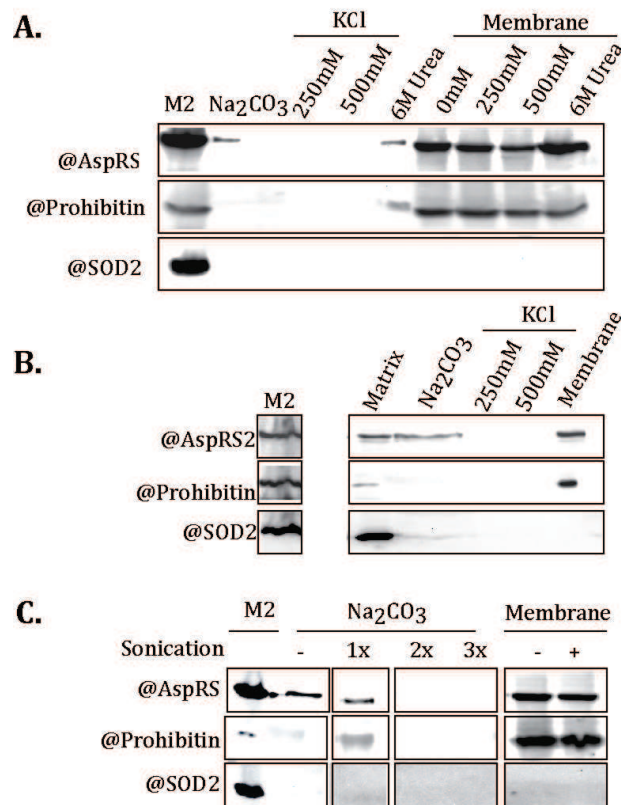 A.
KCl Membrane
M2 Na₂CO₃ 250mM 500mM 6M Urea 0mM 250mM 500mM 6M Urea
@AspRS
@Prohibitin
@SOD2
B.
KCl
M2 Matrix Na₂CO₃ 250mM 500mM Membrane
@AspRS2
@Prohibitin
@SOD2
C.
M2 Na₂CO₃ Membrane
Sonication - 1x 2x 3x - +
@AspRS
@Prohibitin
@SOD2